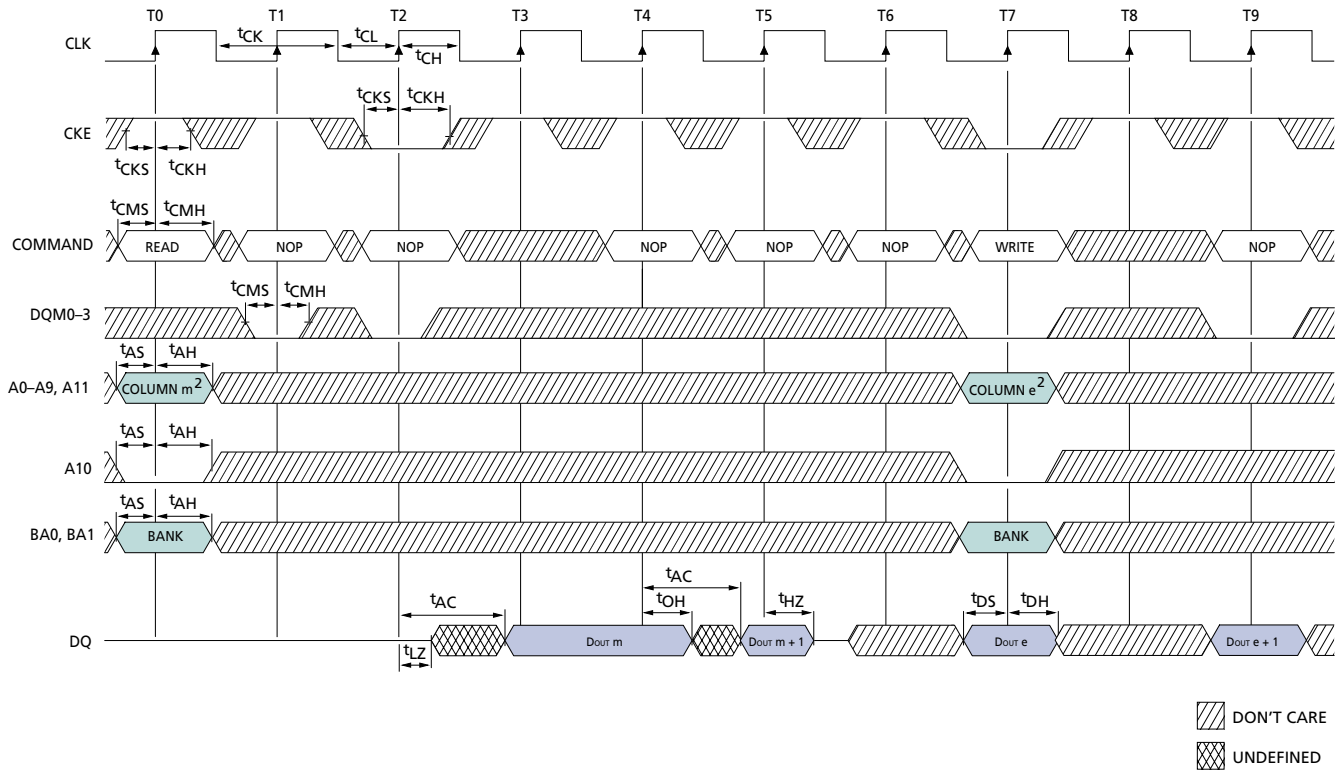 T0 T1 T2 T3 T4 T5 T6 T7 T8 T9
CLK
tCK tCL
tCH
tCKS tCKH
CKE
tCKS tCKH
tCMS tCMH
COMMAND READ NOP NOP NOP NOP NOP WRITE NOP
tCMS tCMH
DQM0–3
tAS tAH
A0–A9, A11 COLUMN m2 COLUMN e2
tAS tAH
A10
tAS tAH
BA0, BA1 BANK BANK
tAC
tAC tOH tHZ tDS tDH
DQ DOUT m DOUT m + 1 DOUT e DOUT e + 1
tLZ
DON'T CARE
UNDEFINED